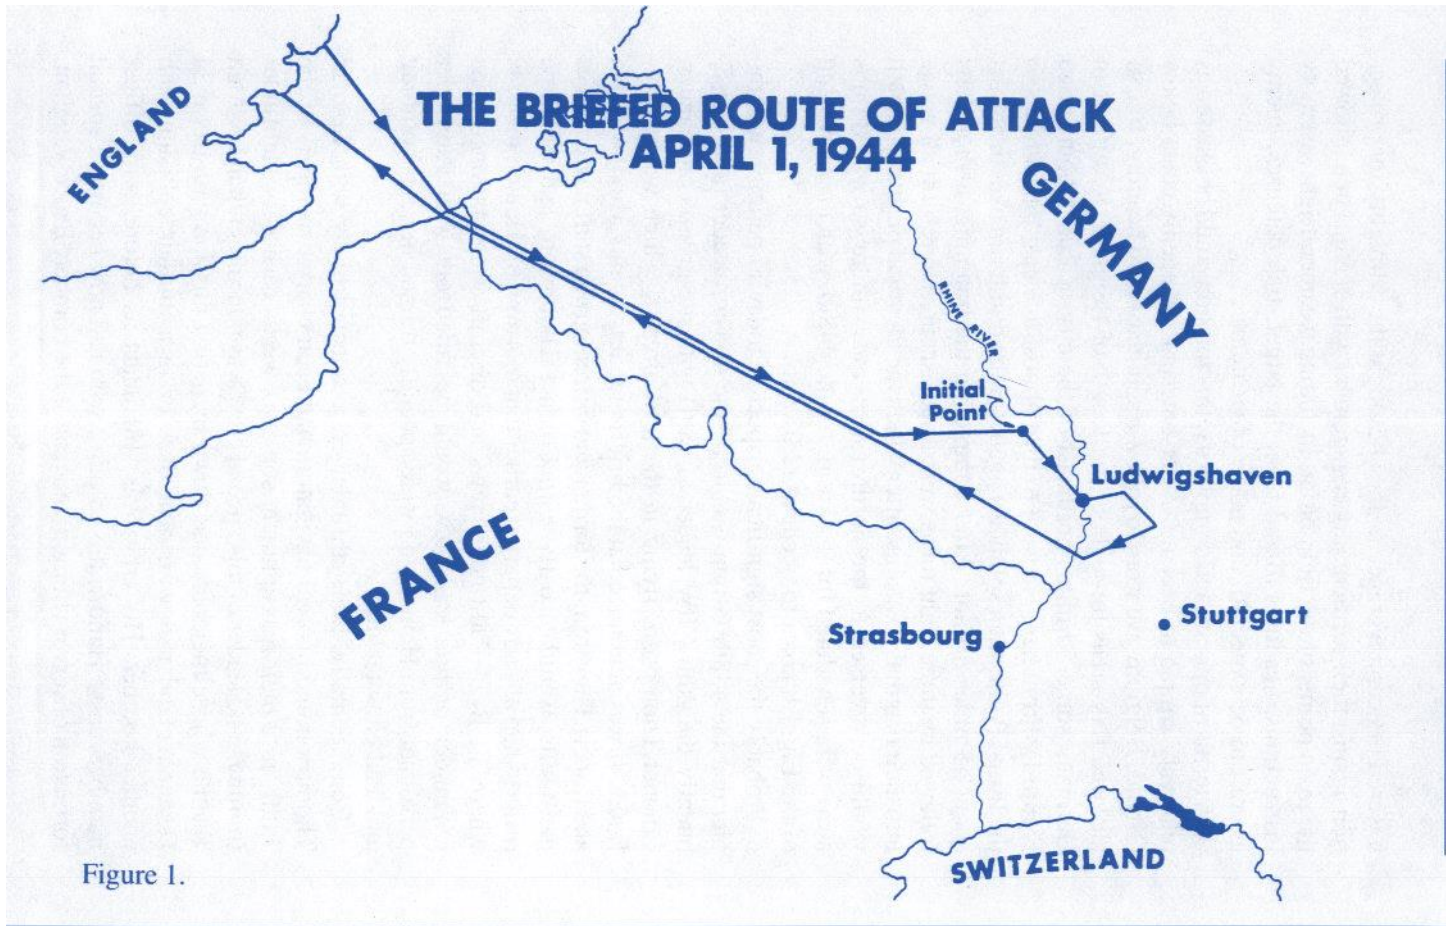 THE BRIEFED ROUTE OF ATTACK
APRIL 1, 1944
ENGLAND
GERMANY
RHINE RIVER
Initial
Point
Ludwigshaven
FRANCE
Stuttgart
Strasbourg
SWITZERLAND
Figure 1.